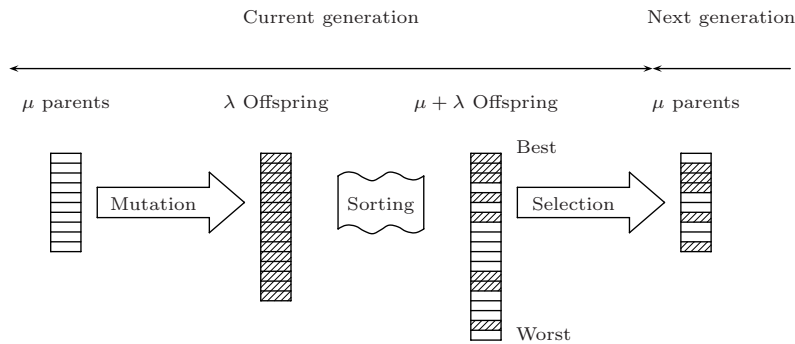 Current generation Next generation
μ parents λ Offspring μ + λ Offspring μ parents
Best
Mutation Sorting Selection
Worst